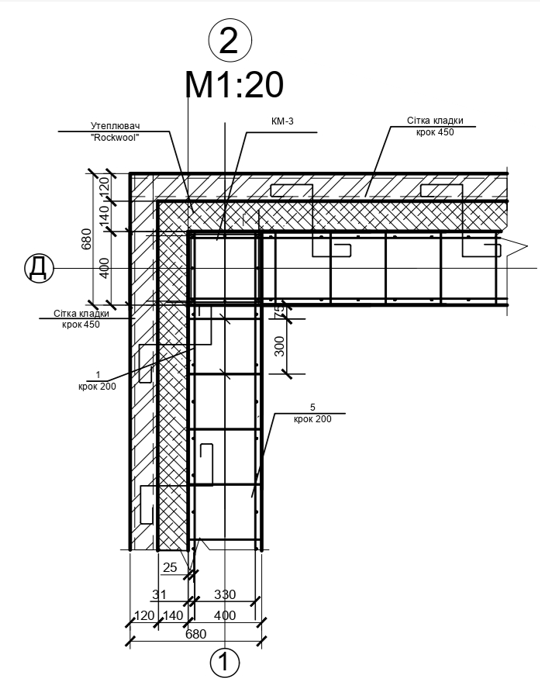 2
М1:20
Утеплювач
"Rockwool"
КМ-3
Сітка кладки
крок 450
120
140
680
400
Д
Сітка кладки
крок 450
75
300
1
крок 200
5
крок 200
25
31
330
120
140
400
680
1